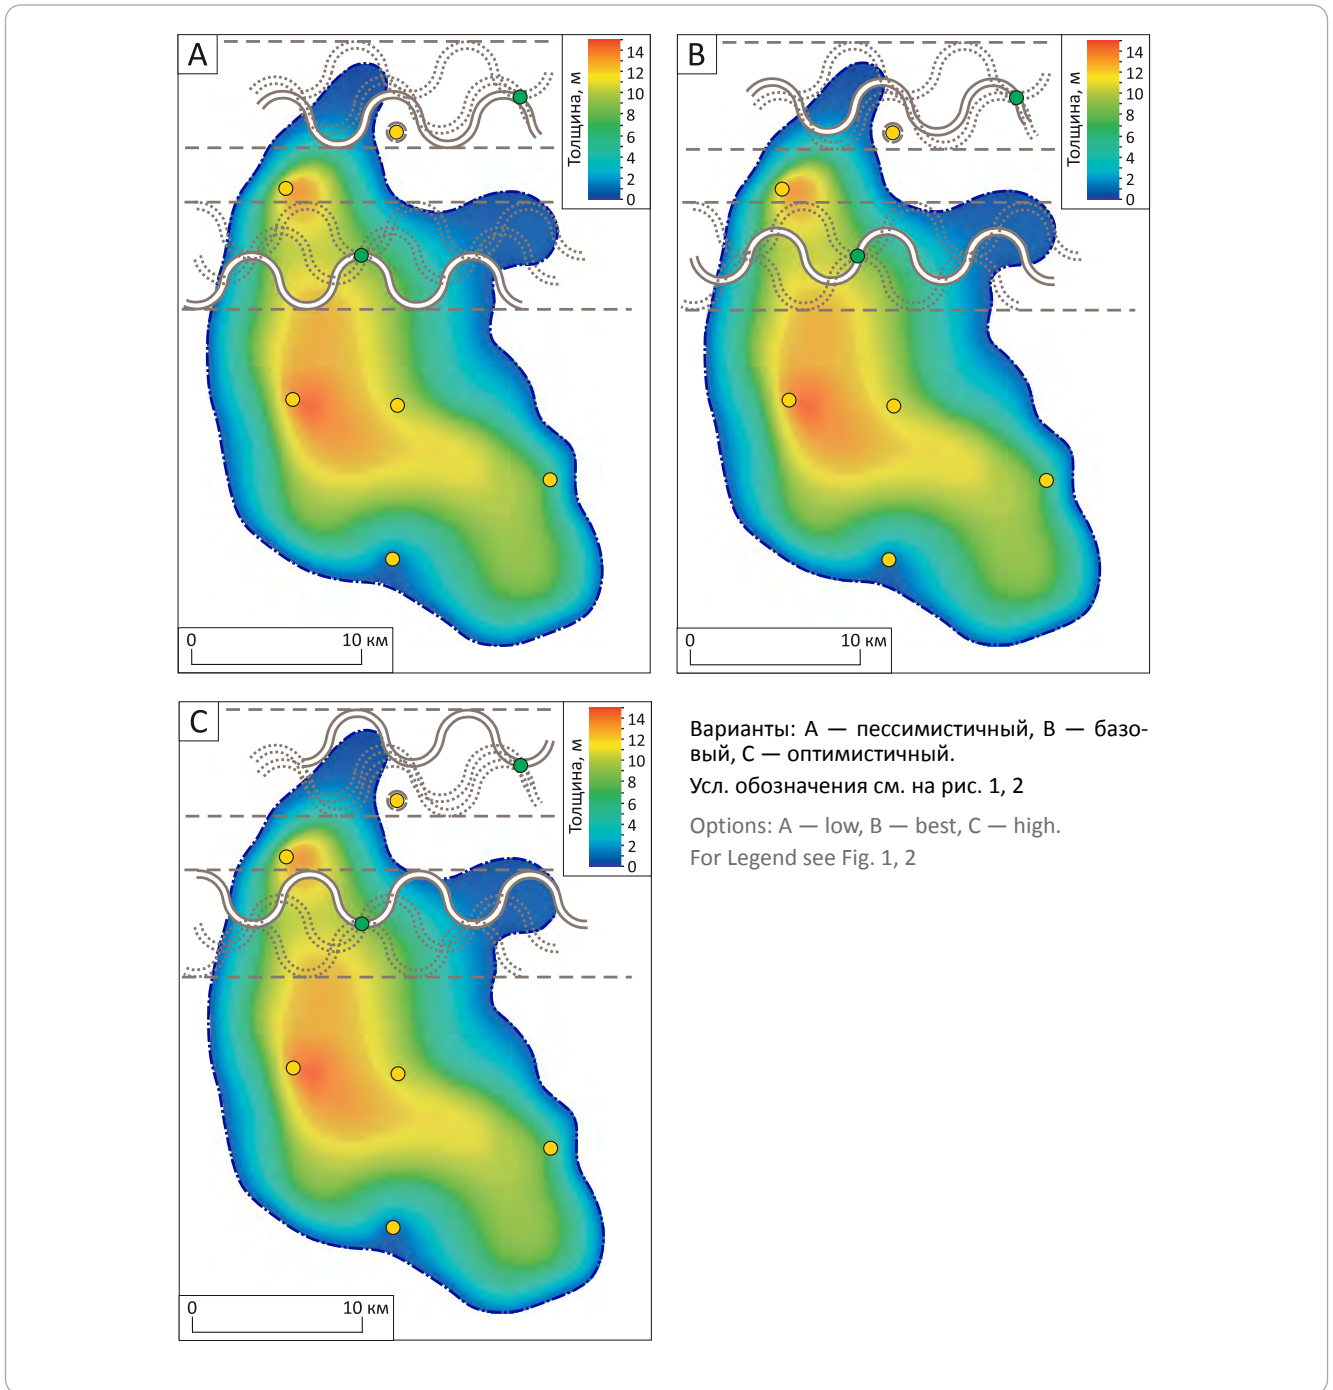 A
Толщина, м
14
12
10
8
6
4
2
0
0 10 км
B
Толщина, м
14
12
10
8
6
4
2
0
0 10 км
C
Толщина, м
14
12
10
8
6
4
2
0
0 10 км
Варианты: A — пессимистичный, B — базо-
вый, C — оптимистичный.
Усл. обозначения см. на рис. 1, 2
Options: A — low, B — best, C — high.
For Legend see Fig. 1, 2